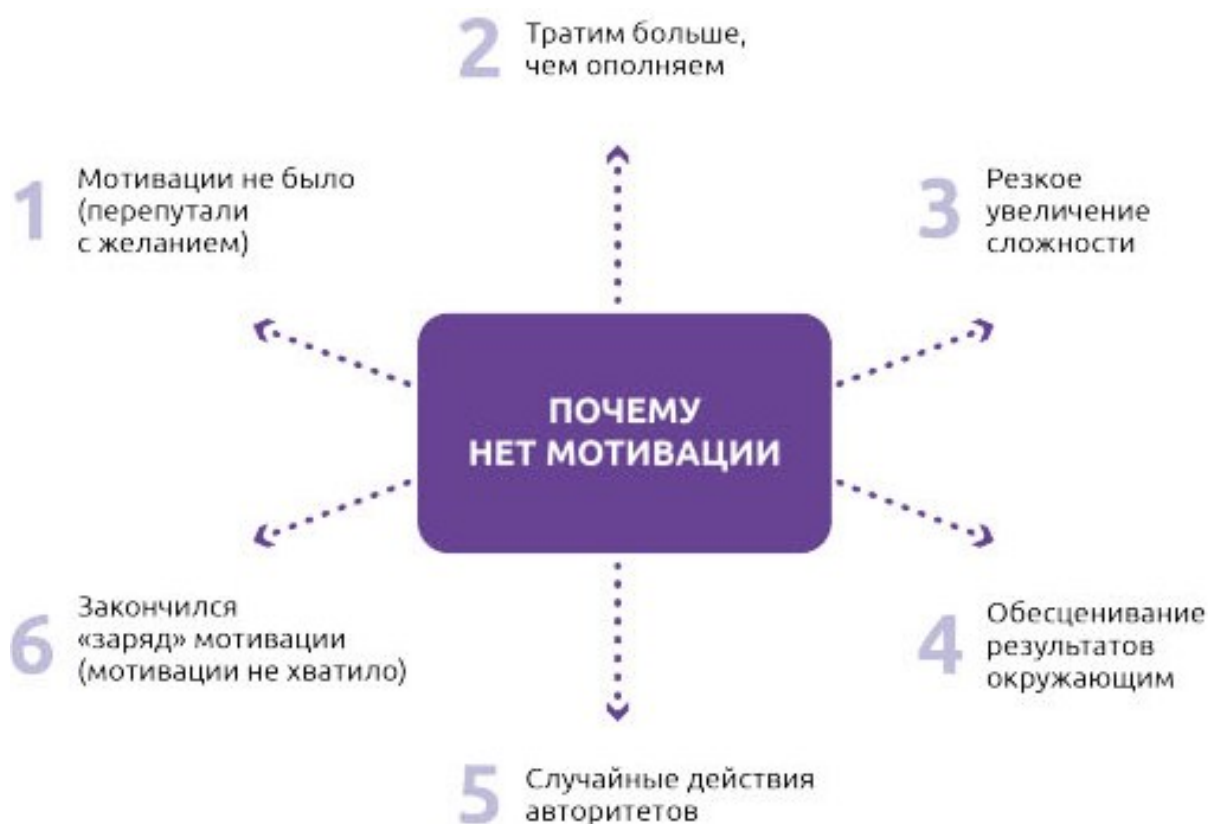 ПОЧЕМУ
НЕТ МОТИВАЦИИ
1
Мотивации не было
(перепутали
с желанием)
2
Тратим больше,
чем ополняем
3
Резкое
увеличение
сложности
4
Обесценивание
результатов
окружающим
5
Случайные действия
авторитетов
6
Закончился
«заряд» мотивации
(мотивации не хватило)